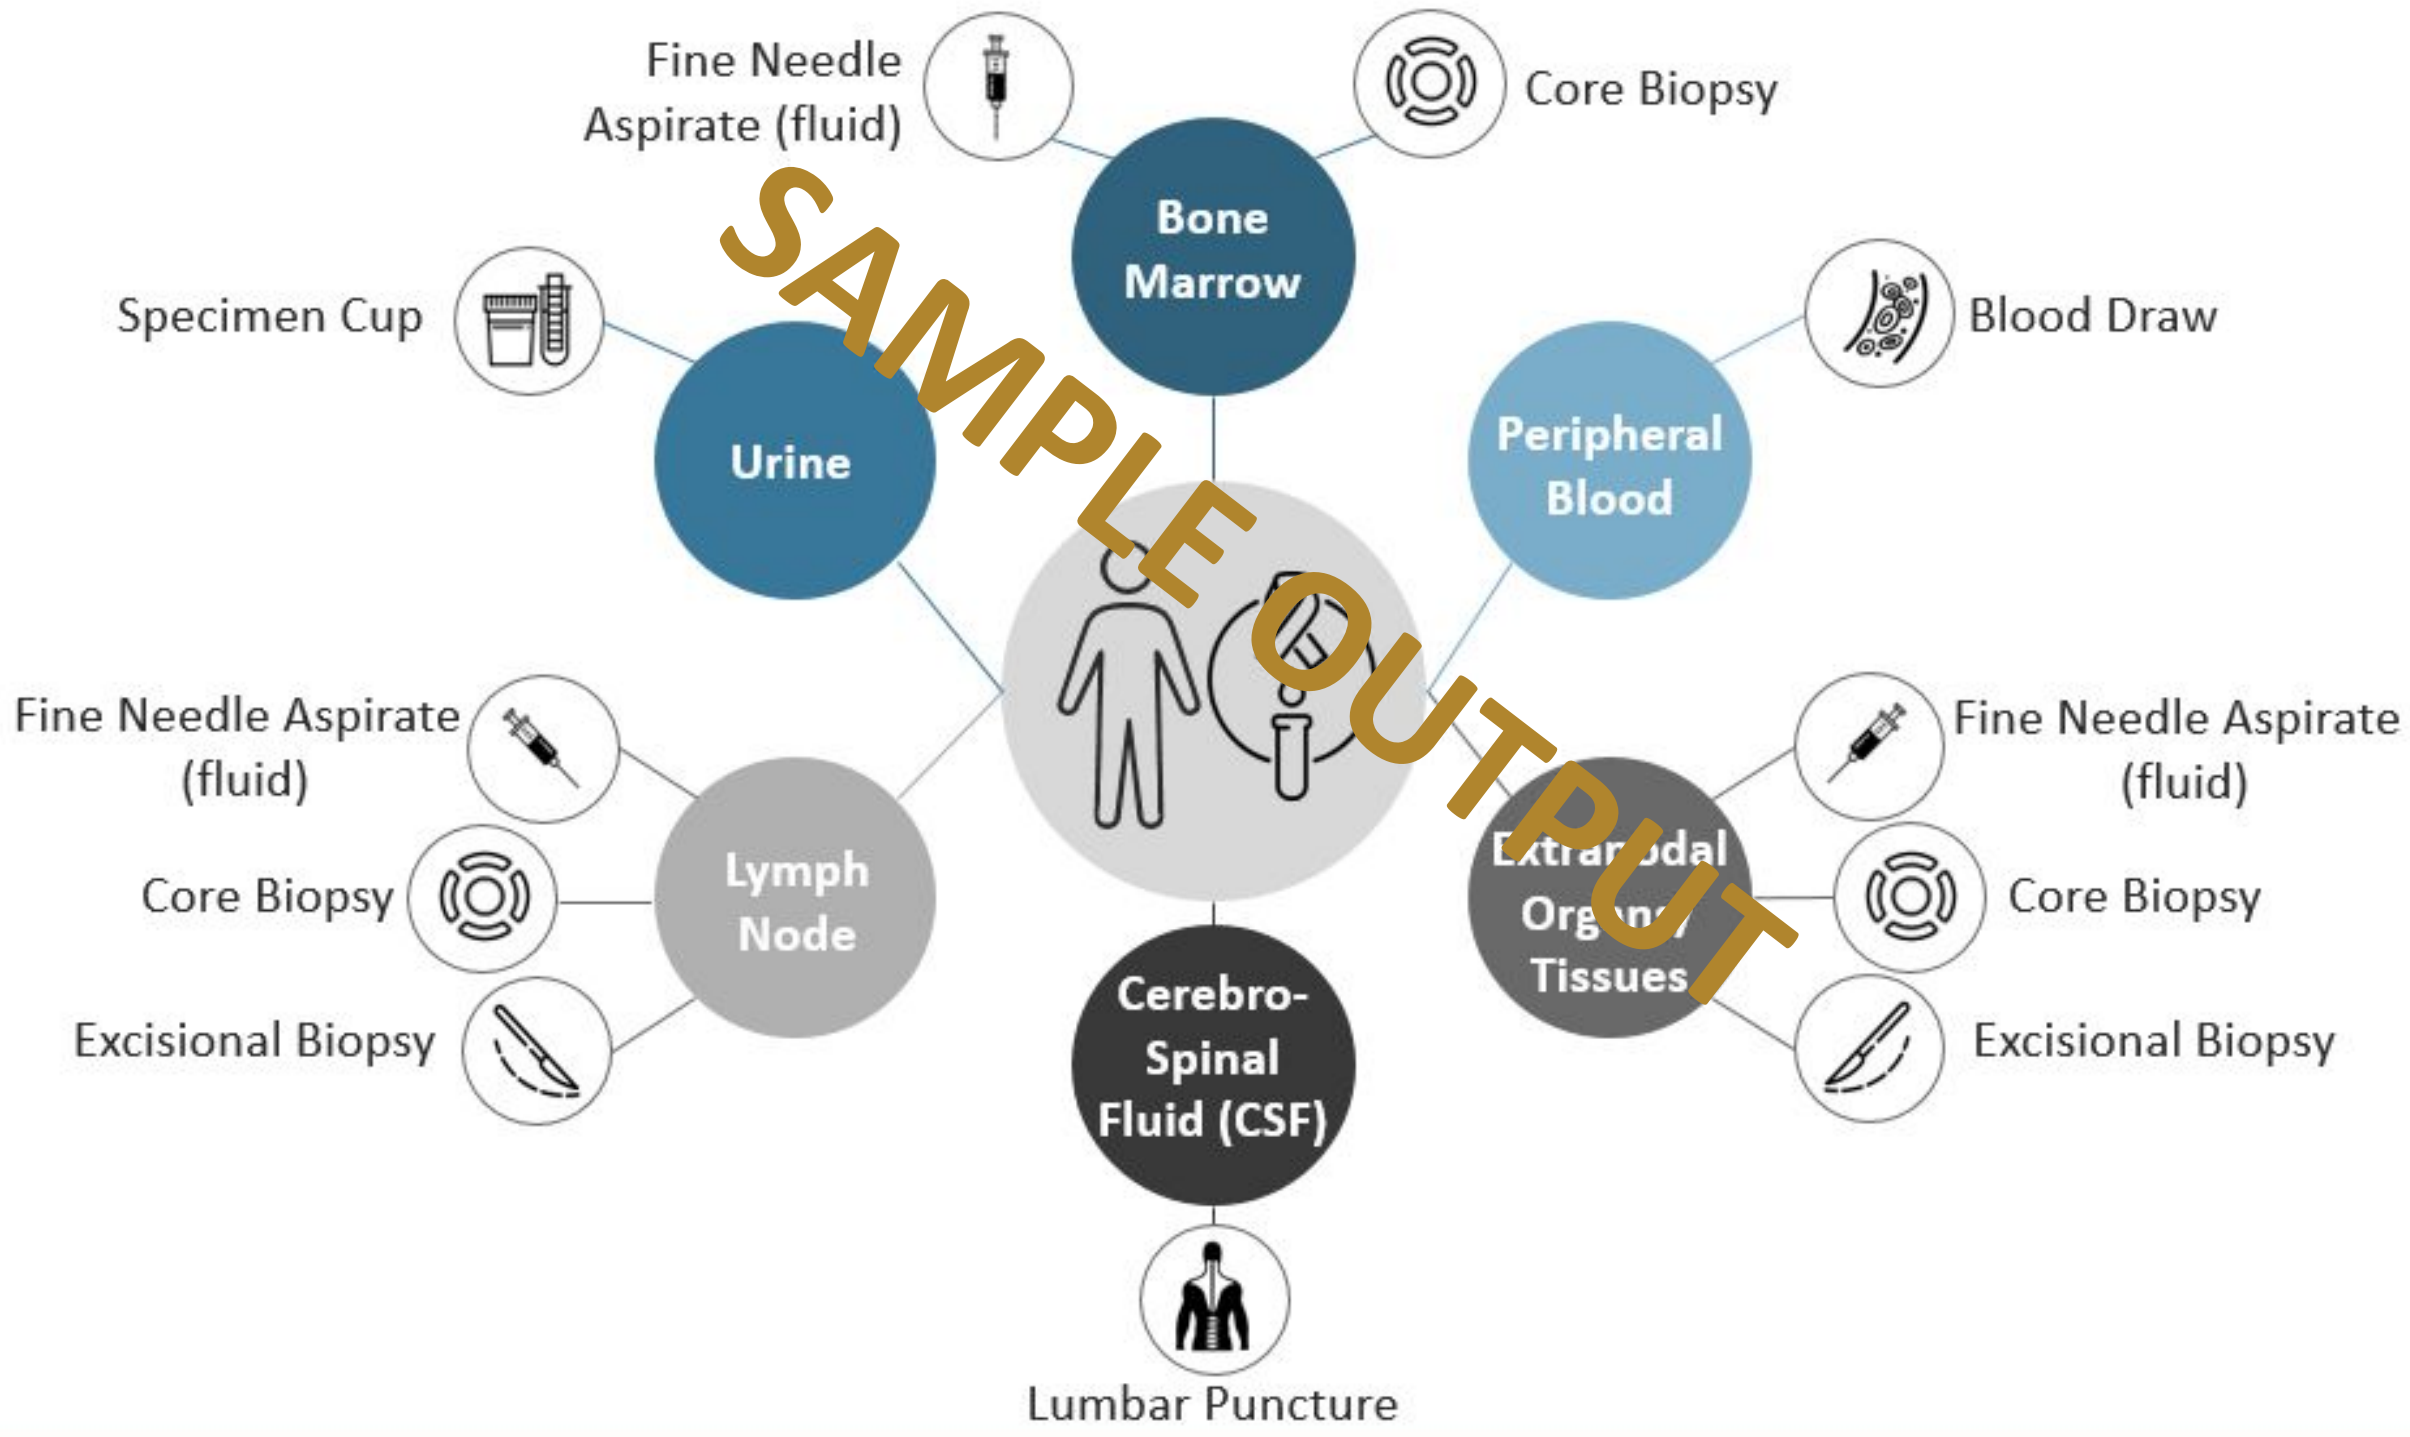 Fine Needle
Aspirate (fluid)
Core Biopsy
Bone
Marrow
Specimen Cup
Blood Draw
Urine
Peripheral
Blood
SAMPLE OUTPUT
Fine Needle Aspirate
(fluid)
Core Biopsy
Excisional Biopsy
Lymph
Node
Cerebro-
Spinal
Fluid (CSF)
Extranodal
Organs/
Tissues
Fine Needle Aspirate
(fluid)
Core Biopsy
Excisional Biopsy
Lumbar Puncture